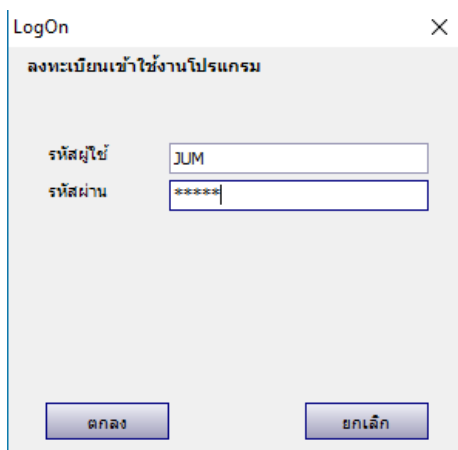 LogOn
ลงทะเบียนเข้าใช้งานโปรแกรม
รหัสผู้ใช้ JUM
รหัสผ่าน *****
ตกลง ยกเลิก